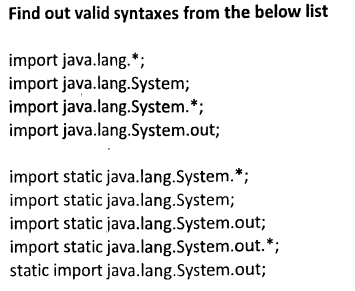 Find out valid syntaxes from the below list
import java.lang.*;
import java.lang.System;
import java.lang.System.*;
import java.lang.System.out;
import static java.lang.System.*;
import static java.lang.System;
import static java.lang.System.out;
import static java.lang.System.out.*;
static import java.lang.System.out;